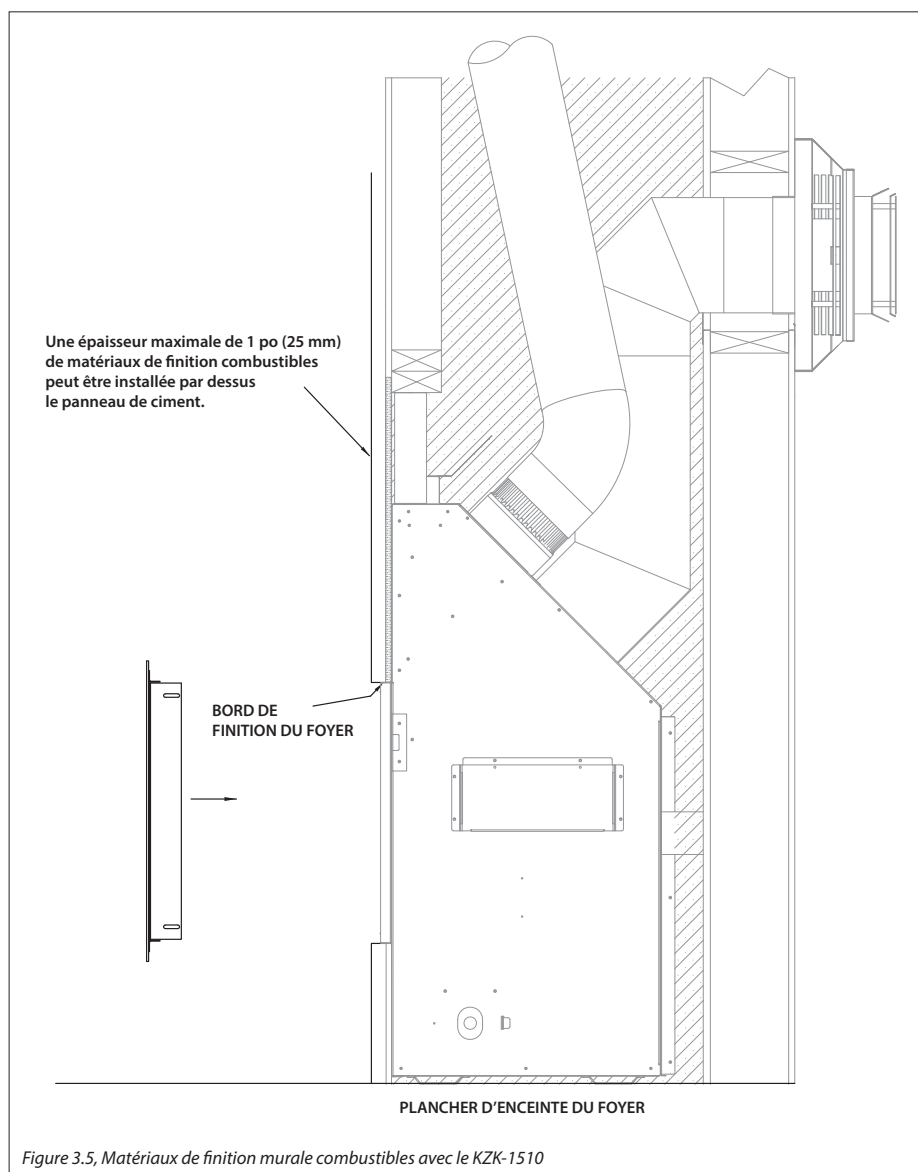 Une épaisseur maximale de 1 po (25 mm)
de matériaux de finition combustibles
peut être installée par dessus
le panneau de ciment.
BORD DE
FINITION DU FOYER
PLANCHER D’ENCEINTE DU FOYER
Figure 3.5, Matériaux de finition murale combustibles avec le KZK-1510